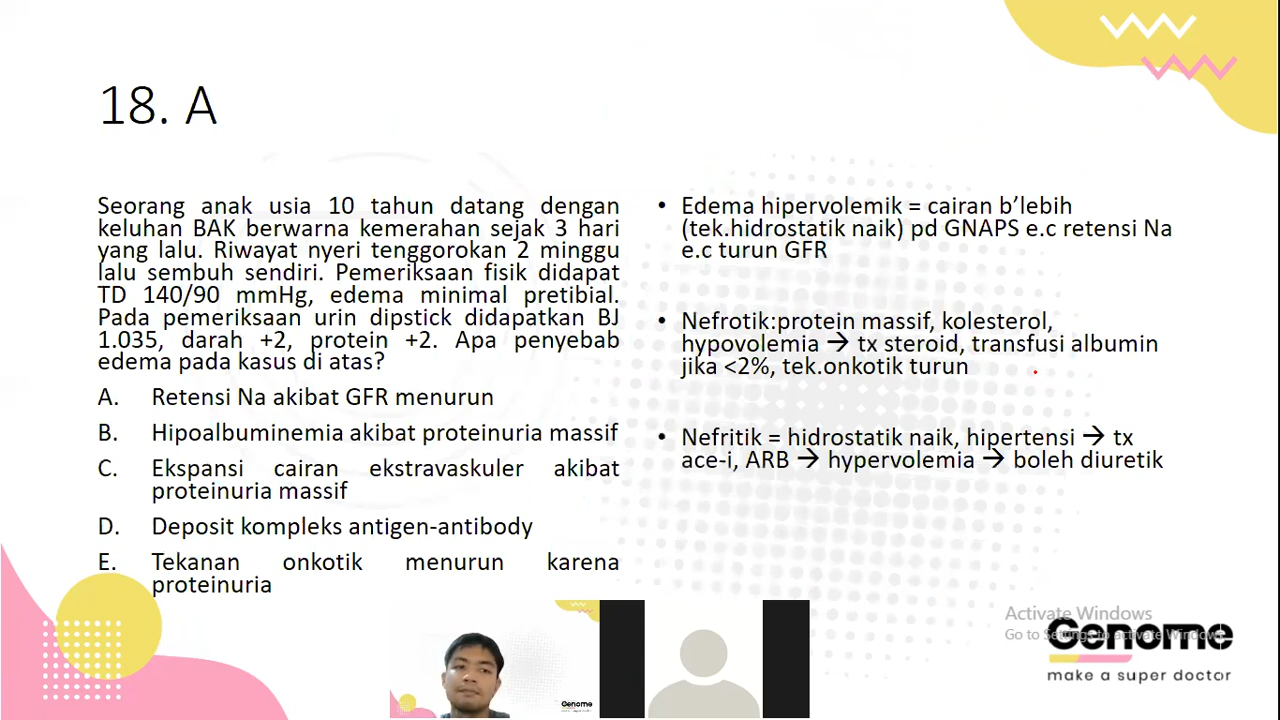 18. A
Seorang anak usia 10 tahun datang dengan
keluhan BAK berwarna kemerahan sejak 3 hari
yang lalu. Riwayat nyeri tenggorokan 2 minggu
lalu sembuh sendiri. Pemeriksaan fisik didapat
TD 140/90 mmHg, edema minimal pretibial.
Pada pemeriksaan urin dipstick didapatkan BJ
1.035, darah +2, protein +2. Apa penyebab
edema pada kasus di atas?
A. Retensi Na akibat GFR menurun
B. Hipoalbuminemia akibat proteinuria massif
C. Ekspansi cairan ekstravaskuler akibat
proteinuria massif
D. Deposit kompleks antigen-antibody
E. Tekanan onkotik menurun karena
proteinuria
• Edema hipervolemik = cairan b’lebih
(tek.hidrostatik naik) pd GNAPS e.c retensi Na
e.c turun GFR
• Nefrotik:protein massif, kolesterol,
hypovolemia → tx steroid, transfusi albumin
jika <2%, tek.onkotik turun
• Nefritik = hidrostatik naik, hipertensi → tx
ace-i, ARB → hypervolemia → boleh diuretik
Activate Windows
Go to Settings to activate Windows.
Genome
make a super doctor
Genome